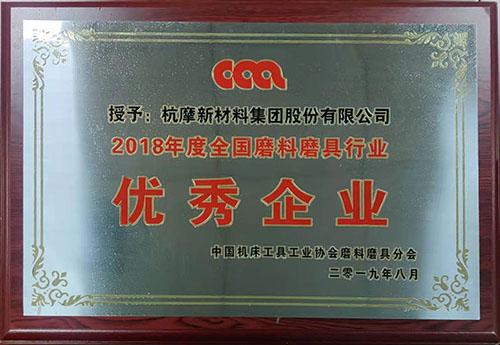 cca
授予：杭摩新材料集团股份有限公司
2018年度全国磨料磨具行业
优秀企业
中国机床工具工业协会磨料磨具分会
二零一九年八月